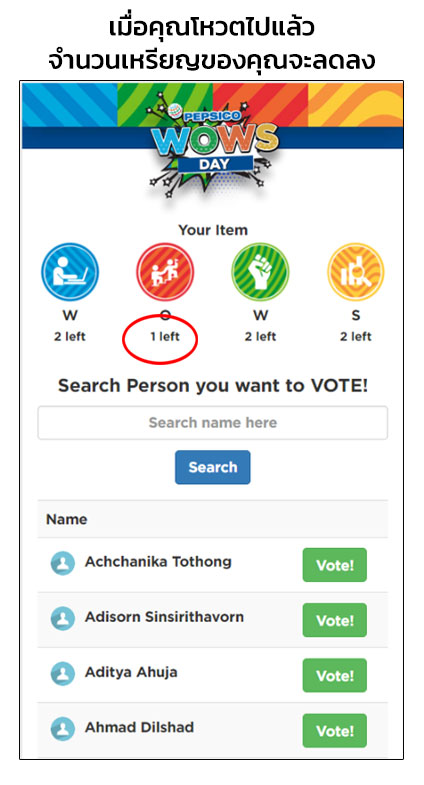 เมื่อคุณโหวตไปแล้ว
จำนวนเหรียญของคุณจะลดลง
PEPSICO
WOWS
DAY
Your Item
W O W S
2 left 1 left 2 left 2 left
Search Person you want to VOTE!
Search name here
Search
Name
Achchanika Tothong Vote!
Adisorn Sinsirithavorn Vote!
Aditya Ahuja Vote!
Ahmad Dilshad Vote!